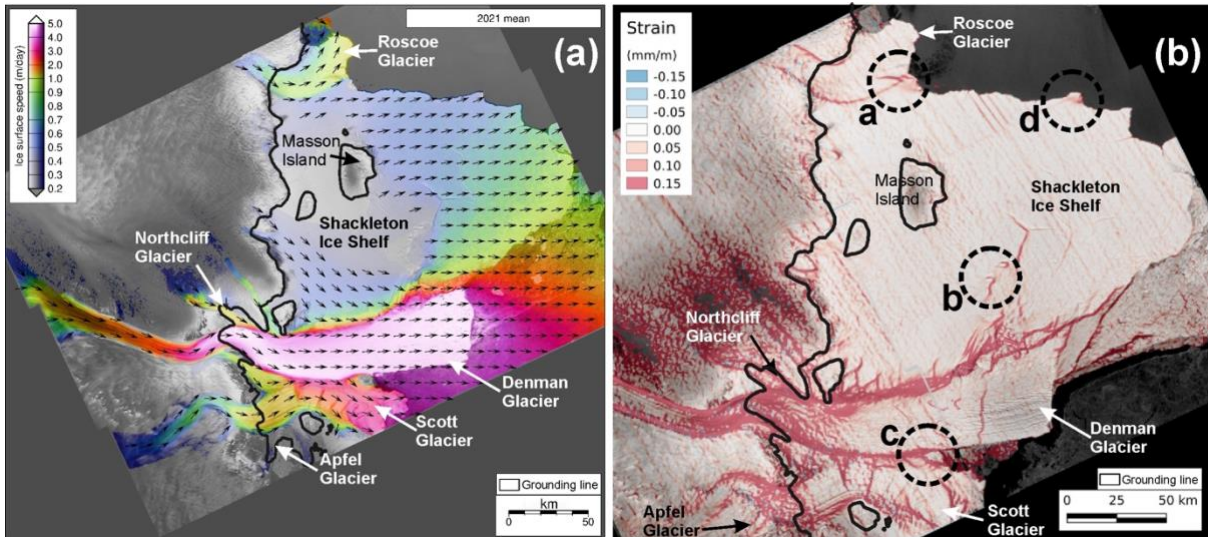 2021 mean
(a)
Ice surface speed (m/day)
5.0
4.0
3.0
2.0
1.0
0.9
0.8
0.7
0.6
0.5
0.4
0.3
0.2
Roscoe
Glacier
Masson
Island
Shackleton
Ice Shelf
Northcliff
Glacier
Denman
Glacier
Scott
Glacier
Apfel
Glacier
Grounding line
km
0 50
(b)
Strain
(mm/m)
-0.15
-0.10
-0.05
0.00
0.05
0.10
0.15
Roscoe
Glacier
a
d
Masson
Island
Shackleton
Ice Shelf
b
Northcliff
Glacier
c
Denman
Glacier
Apfel
Glacier
Scott
Glacier
Grounding line
0 25 50 km